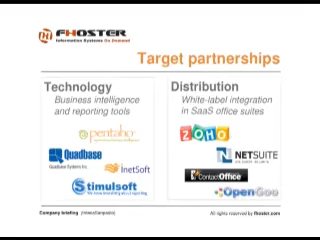 FHOSTER
Information Systems On Demand
Target partnerships
Technology
Business intelligence
and reporting tools
pentaho
Quadbase
Quadbase Systems Inc.
InetSoft
Stimulsoft
Distribution
White-label integration
in SaaS office suites
ZOHO
NETSUITE
ContactOffice
OpenGoo
Company briefing
All rights reserved by fhoster.com